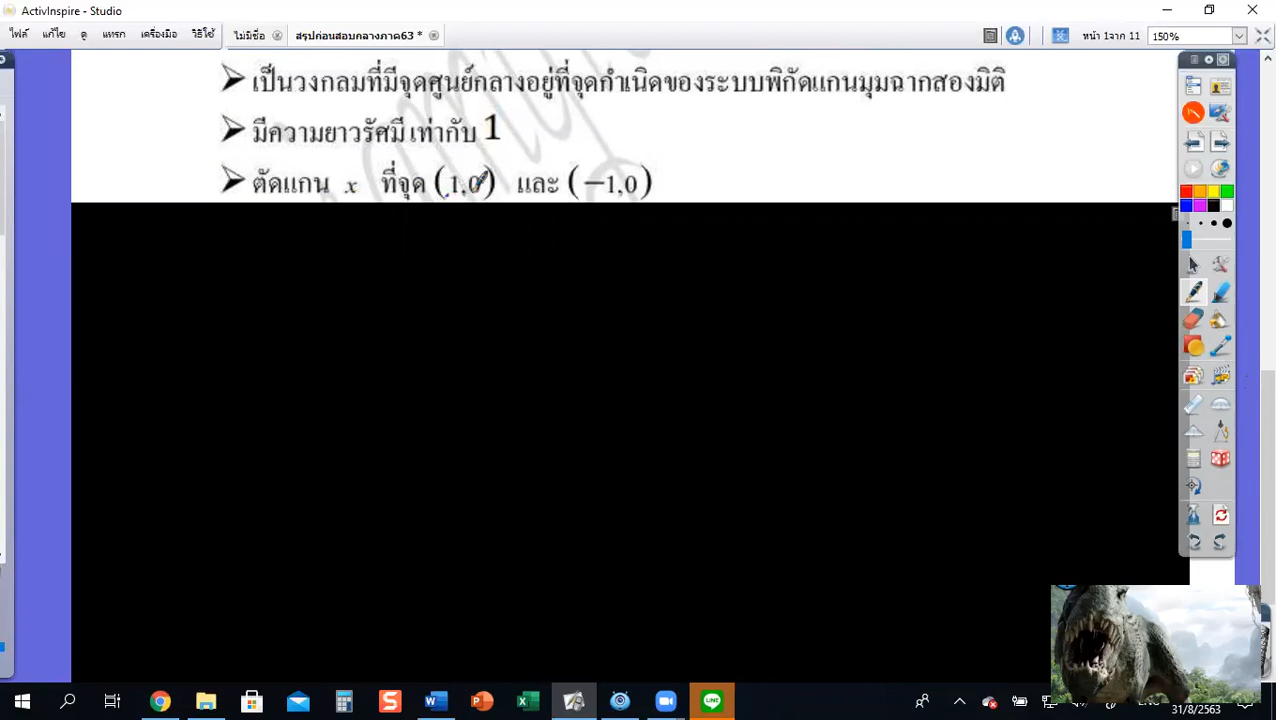 ActivInspire - Studio
ไฟล์ แก้ไข ดู แทรก เครื่องมือ วิธีใช้
ไม่มีชื่อ สรุปก่อนสอบกลางภาค63 *
หน้า 1จาก 11 150%
➢ เป็นวงกลมที่มีจุดศูนย์กลางอยู่ที่จุดกำเนิดของระบบพิกัดแกนมุมฉากสองมิติ
➢ มีความยาวรัศมี เท่ากับ 1
➢ ตัดแกน x ที่จุด (1,0) และ (−1,0)
LINE
31/8/2563